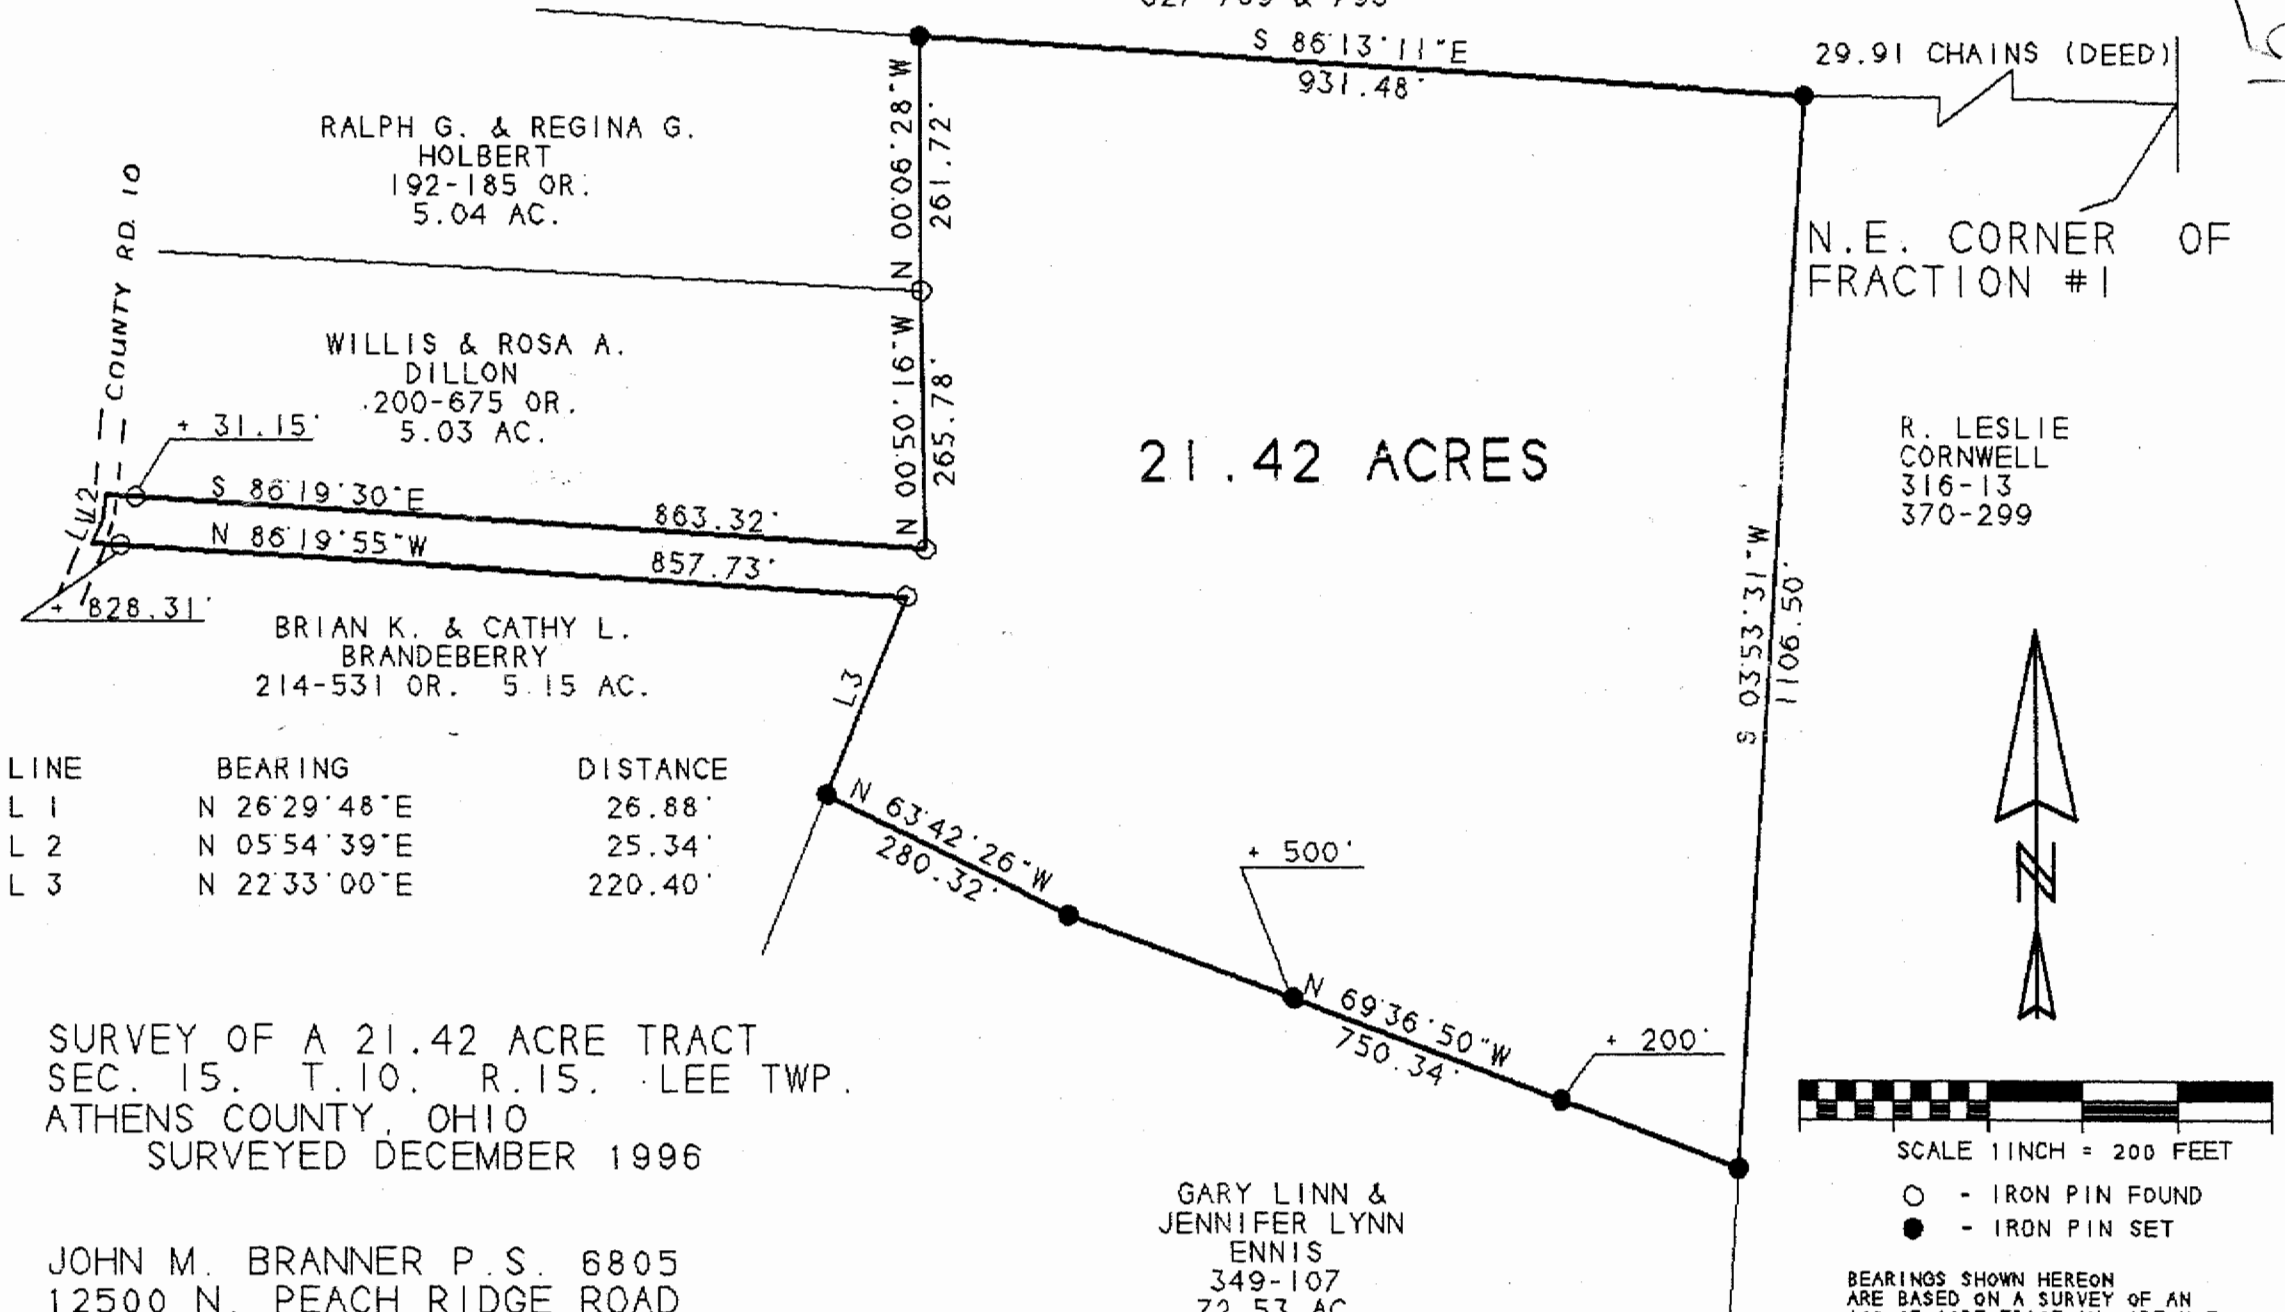 S 86°13'11"E
931.48'
29.91 CHAINS (DEED)
N.E. CORNER OF
FRACTION #1
RALPH G. & REGINA G.
HOLBERT
192-185 OR.
5.04 AC.
N 00°06'28"W
261.72'
COUNTY RD. 10
WILLIS & ROSA A.
DILLON
200-675 OR.
5.03 AC.
N 00°50'16"W
265.78'
+ 31.15'
S 86°19'30"E
863.32'
N 86°19'55"W
857.73'
+ 828.31'
BRIAN K. & CATHY L.
BRANDEBERRY
214-531 OR. 5.15 AC.
21.42 ACRES
R. LESLIE
CORNWELL
316-13
370-299
S 03°53'31"W
1106.50'
L3
LINE BEARING DISTANCE
L 1 N 26°29'48"E 26.88'
L 2 N 05°54'39"E 25.34'
L 3 N 22°33'00"E 220.40'
N 63°42'26"W
280.32'
+ 500'
N 69°36'50"W
750.34'
+ 200'
N
SURVEY OF A 21.42 ACRE TRACT
SEC. 15. T.10. R.15. LEE TWP.
ATHENS COUNTY, OHIO
SURVEYED DECEMBER 1996
SCALE 1 INCH = 200 FEET
O - IRON PIN FOUND
● - IRON PIN SET
GARY LINN &
JENNIFER LYNN
ENNIS
349-107
72.53 AC
JOHN M. BRANNER P.S. 6805
12500 N. PEACH RIDGE ROAD
BEARINGS SHOWN HEREON
ARE BASED ON A SURVEY OF AN